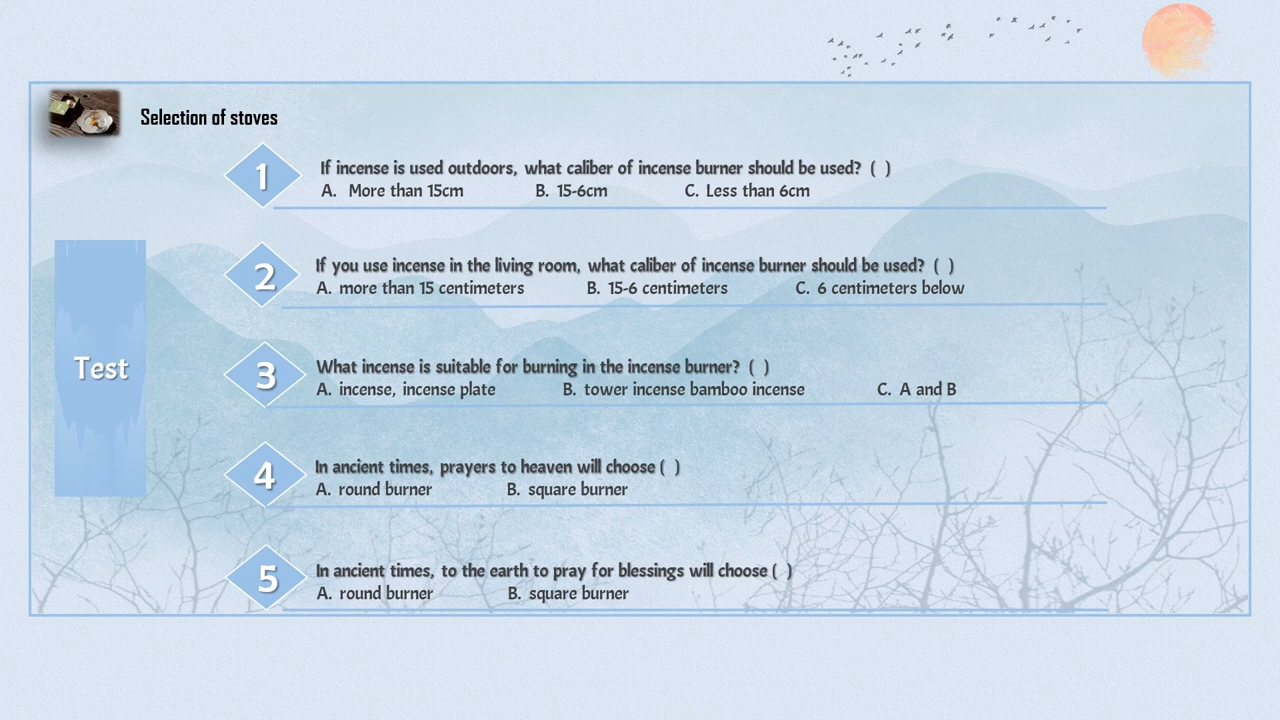 Selection of stoves
1
If incense is used outdoors, what caliber of incense burner should be used? ( )
A. More than 15cm B. 15-6cm C. Less than 6cm
2
If you use incense in the living room, what caliber of incense burner should be used? ( )
A. more than 15 centimeters B. 15-6 centimeters C. 6 centimeters below
Test
3
What incense is suitable for burning in the incense burner? ( )
A. incense, incense plate B. tower incense bamboo incense C. A and B
4
In ancient times, prayers to heaven will choose ( )
A. round burner B. square burner
5
In ancient times, to the earth to pray for blessings will choose ( )
A. round burner B. square burner